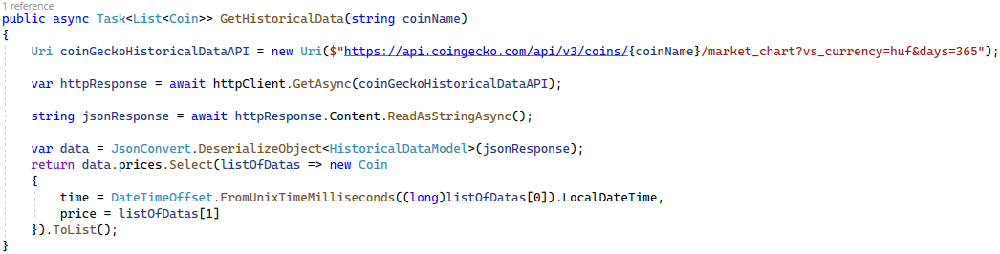 1 reference
public async Task<List<Coin>> GetHistoricalData(string coinName)
{
Uri coinGeckoHistoricalDataAPI = new Uri($"https://api.coingecko.com/api/v3/coins/{coinName}/market_chart?vs_currency=huf&days=365");
var httpResponse = await httpClient.GetAsync(coinGeckoHistoricalDataAPI);
string jsonResponse = await httpResponse.Content.ReadAsStringAsync();
var data = JsonConvert.DeserializeObject<HistoricalDataModel>(jsonResponse);
return data.prices.Select(listOfDatas => new Coin
{
time = DateTimeOffset.FromUnixTimeMilliseconds((long)listOfDatas[0]).LocalDateTime,
price = listOfDatas[1]
}).ToList();
}